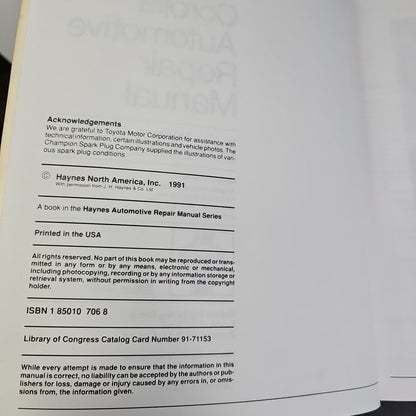 Acknowledgements
We are grateful to Toyota Motor Corporation for assistance with
technical information, certain illustrations and vehicle photos. The
Champion Spark Plug Company supplied the illustrations of vari-
ous spark plug conditions.
© Haynes North America, Inc. 1991
With permission from J. H. Haynes & Co. Ltd.
A book in the Haynes Automotive Repair Manual Series
Printed in the USA
All rights reserved. No part of this book may be reproduced or trans-
mitted in any form or by any means, electronic or mechanical,
including photocopying, recording or by any information storage or
retrieval system, without permission in writing from the copyright
holder.
ISBN 1 85010 706 8
Library of Congress Catalog Card Number 91-71153
While every attempt is made to ensure that the information in this
manual is correct, no liability can be accepted by the authors or pub-
lishers for loss, damage or injury caused by any errors in, or omis-
sions from, the information given.
Corolla
Automotive
Repair
Manual